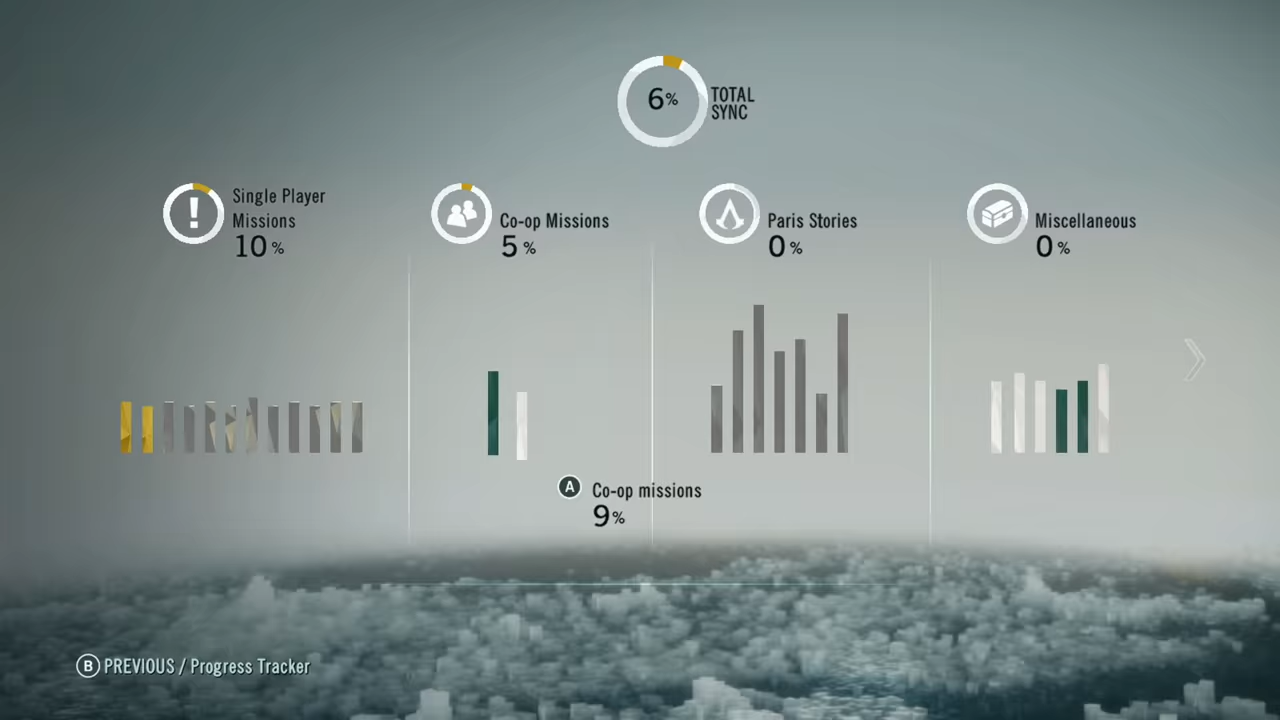 6%
TOTAL
SYNC
Single Player
Missions
10 %
Co-op Missions
5 %
Paris Stories
0 %
Miscellaneous
0 %
A Co-op missions
9 %
B PREVIOUS / Progress Tracker